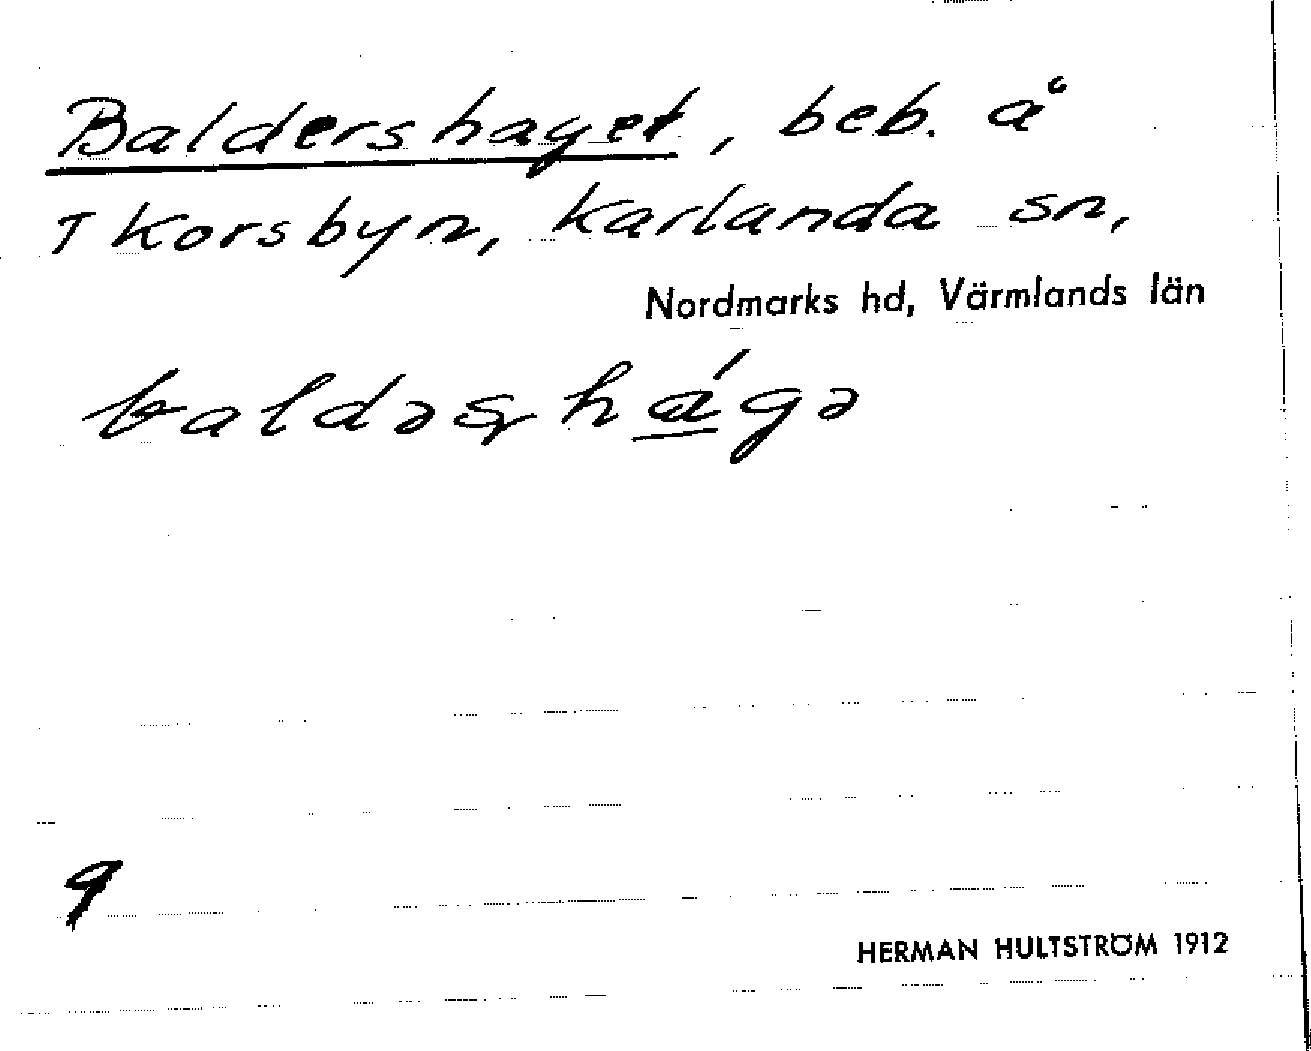 Baldershaget, beb. å
T Korsbyn, Karlanda sn,
Nordmarks hd, Värmlands län
baldəʂhágə
9
HERMAN HULTSTRÖM 1912